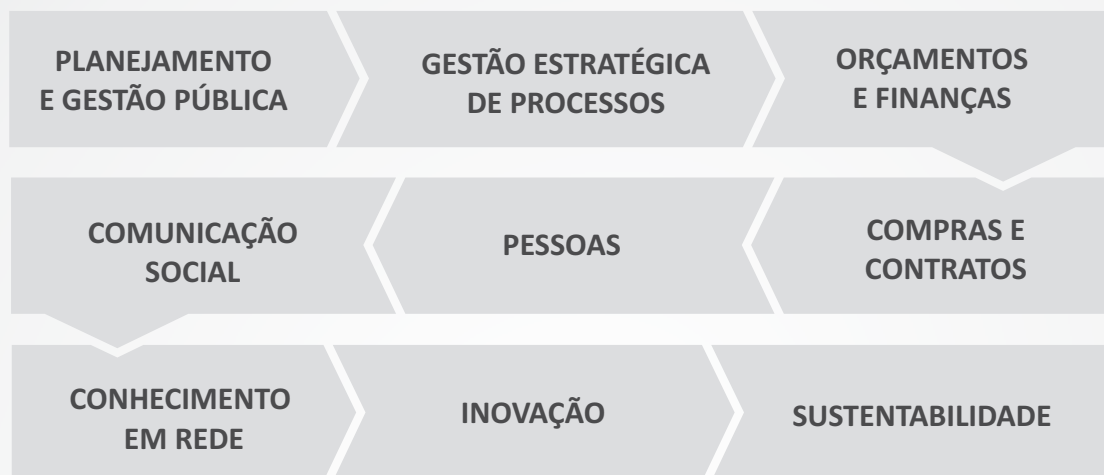 PLANEJAMENTO
E GESTÃO PÚBLICA
GESTÃO ESTRATÉGICA
DE PROCESSOS
ORÇAMENTOS
E FINANÇAS
COMPRAS E
CONTRATOS
PESSOAS
COMUNICAÇÃO
SOCIAL
CONHECIMENTO
EM REDE
INOVAÇÃO
SUSTENTABILIDADE